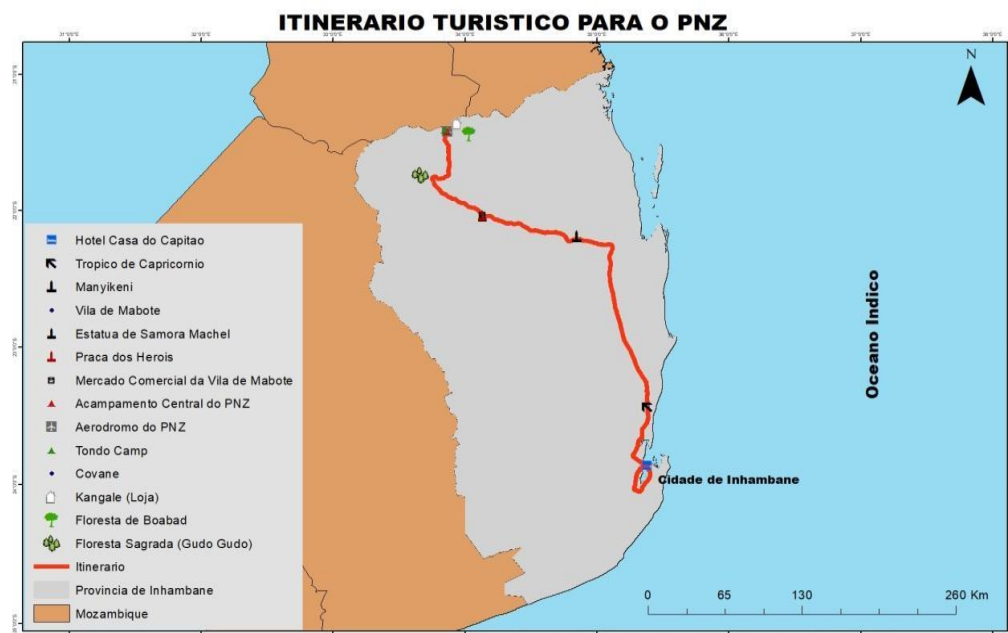 ITINERARIO TURISTICO PARA O PNZ
N
Oceano Indico
Cidade de Inhambane
Hotel Casa do Capitao
Tropico de Capricornio
Manyikeni
Vila de Mabote
Estatua de Samora Machel
Praca dos Herois
Mercado Comercial da Vila de Mabote
Acampamento Central do PNZ
Aerodromo do PNZ
Tondo Camp
Covane
Kangale (Loja)
Floresta de Boabad
Floresta Sagrada (Gudo Gudo)
Itinerario
Provincia de Inhambane
Mozambique
0 65 130 260 Km